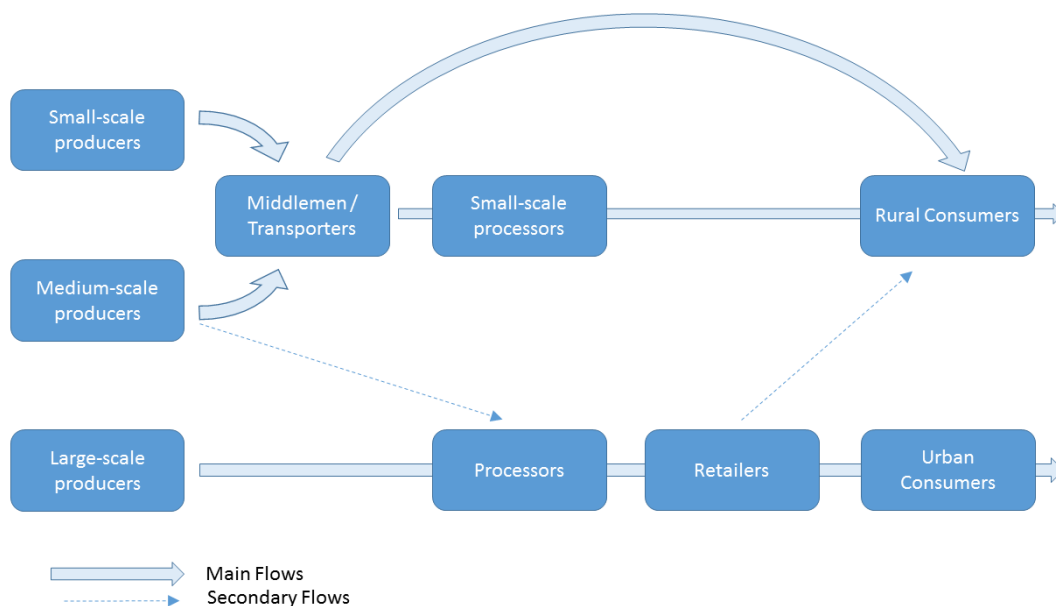 Small-scale
producers
Middlemen /
Transporters
Small-scale
processors
Rural Consumers
Medium-scale
producers
Large-scale
producers
Processors
Retailers
Urban
Consumers
Main Flows
Secondary Flows